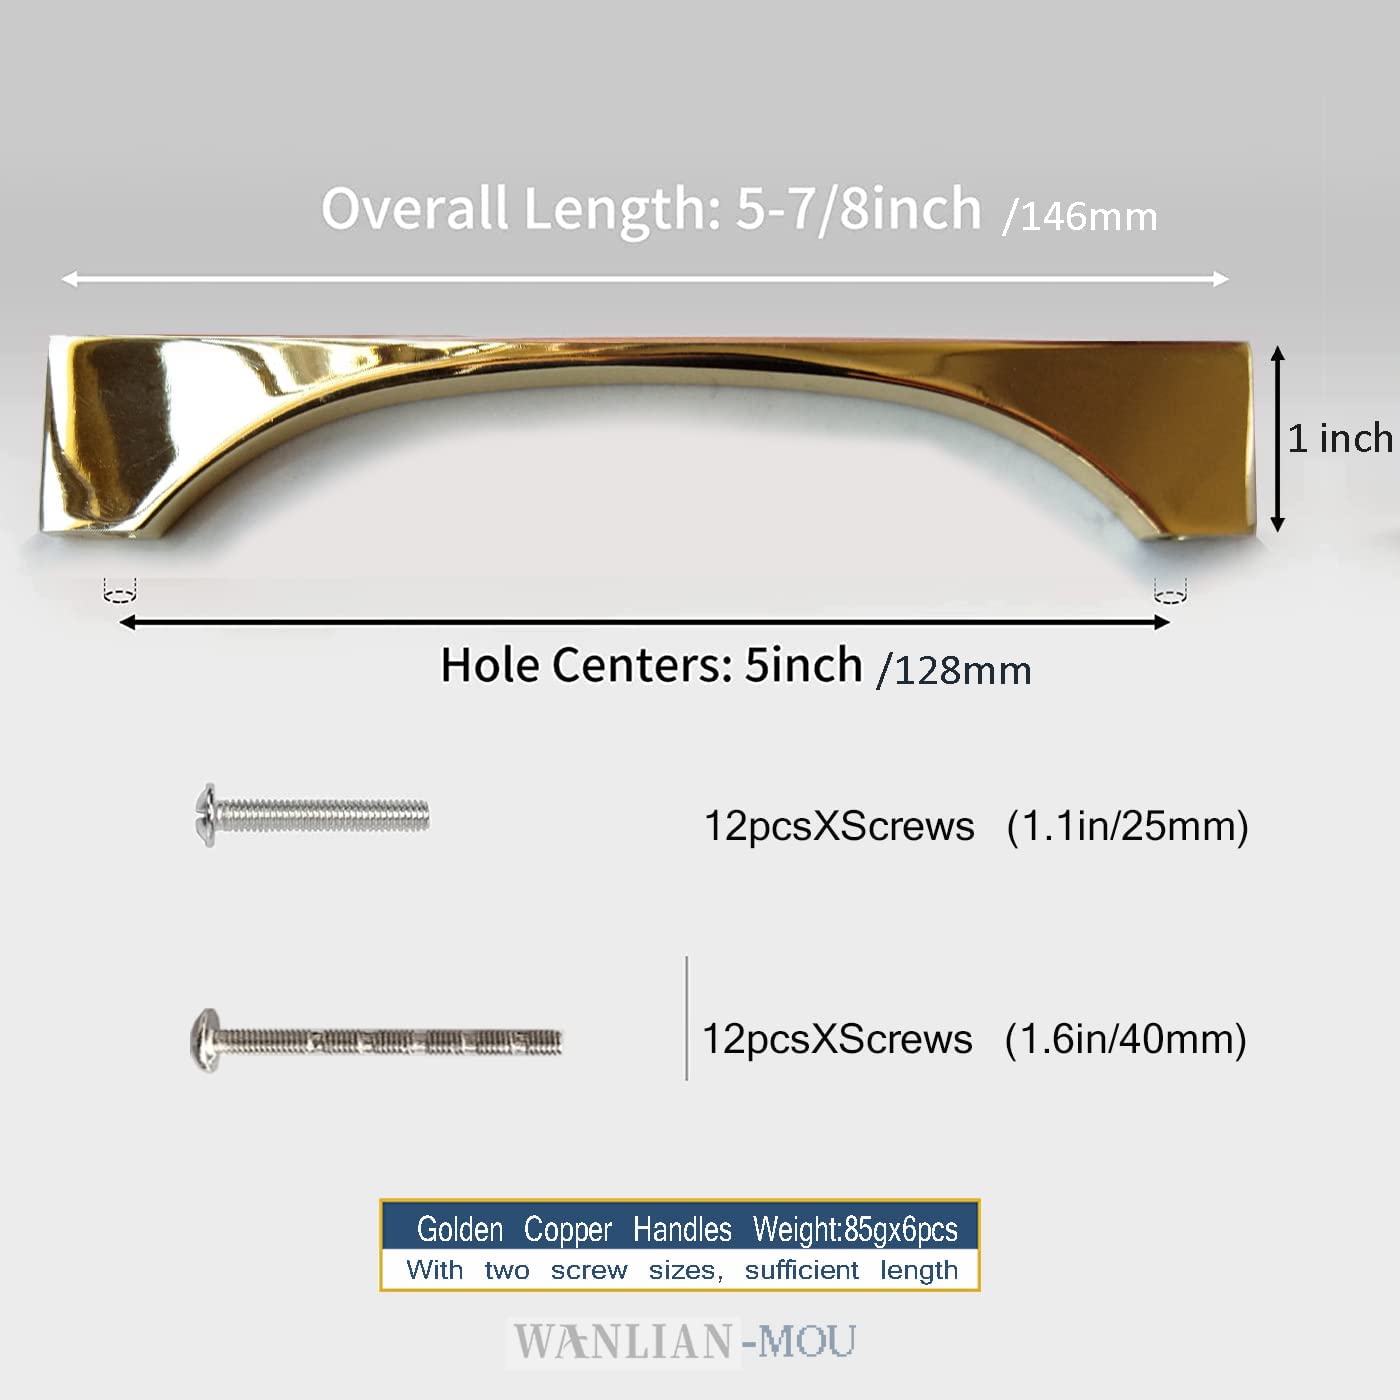 Overall Length: 5-7/8inch /146mm
1 inch
Hole Centers: 5inch /128mm
12pcsXScrews (1.1in/25mm)
12pcsXScrews (1.6in/40mm)
Golden Copper Handles Weight:85gx6pcs
With two screw sizes, sufficient length
WANLIAN-MOU